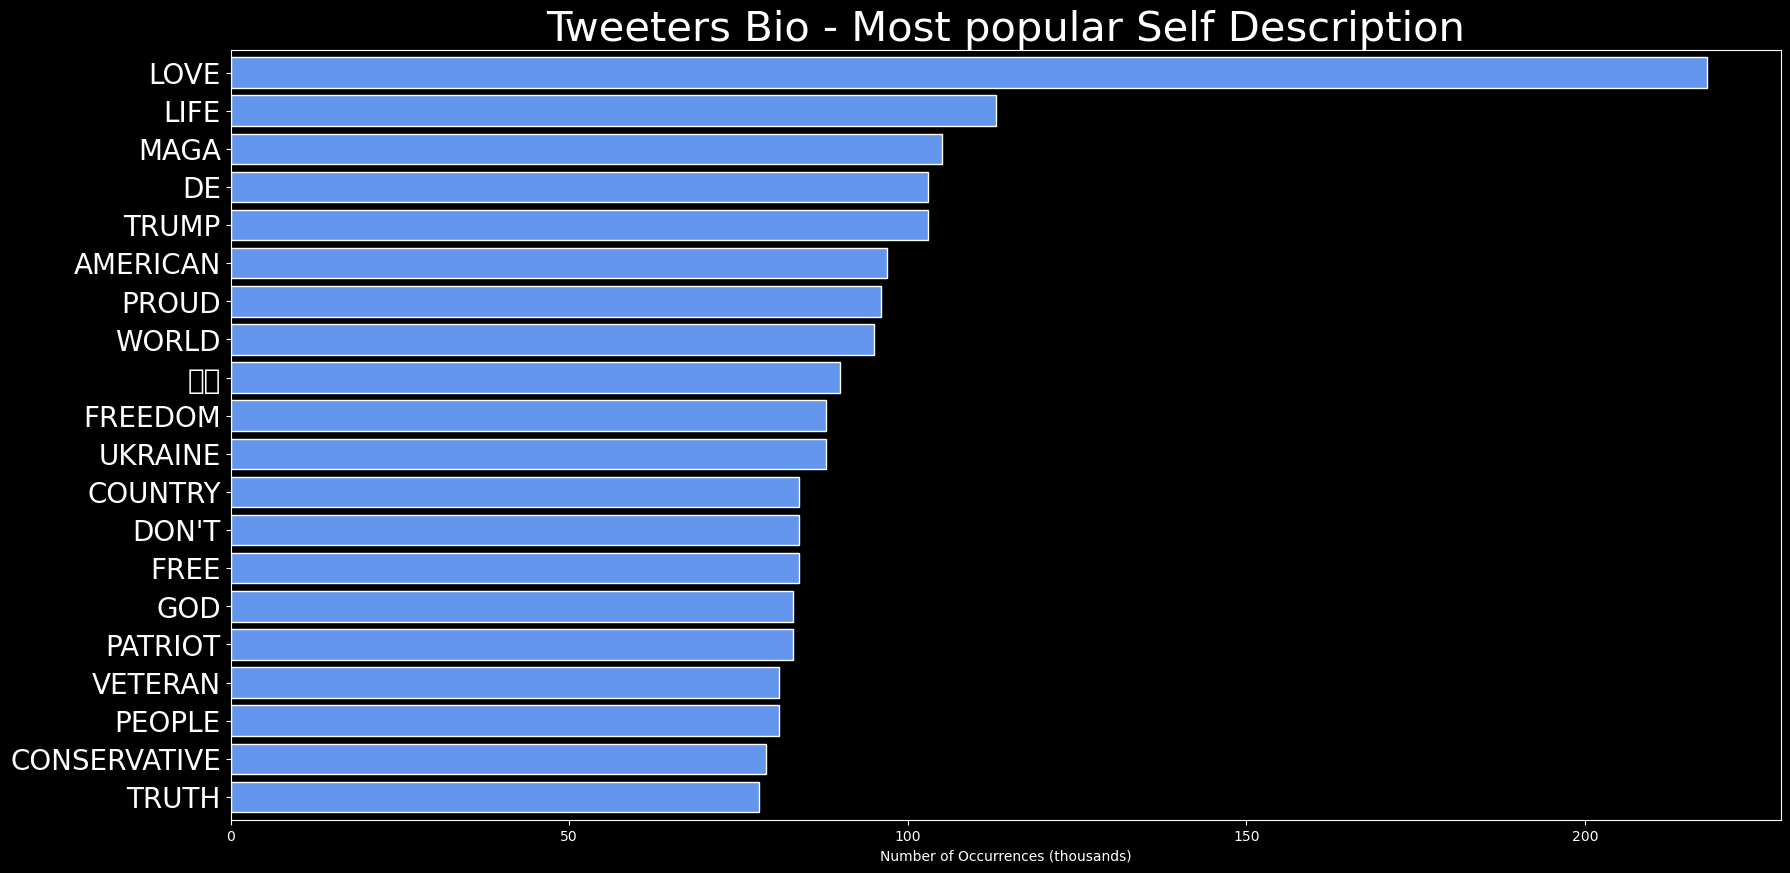 Tweeters Bio - Most popular Self Description
LOVE
LIFE
MAGA
DE
TRUMP
AMERICAN
PROUD
WORLD
FREEDOM
UKRAINE
COUNTRY
DON'T
FREE
GOD
PATRIOT
VETERAN
PEOPLE
CONSERVATIVE
TRUTH
0 50 100 150 200
Number of Occurrences (thousands)